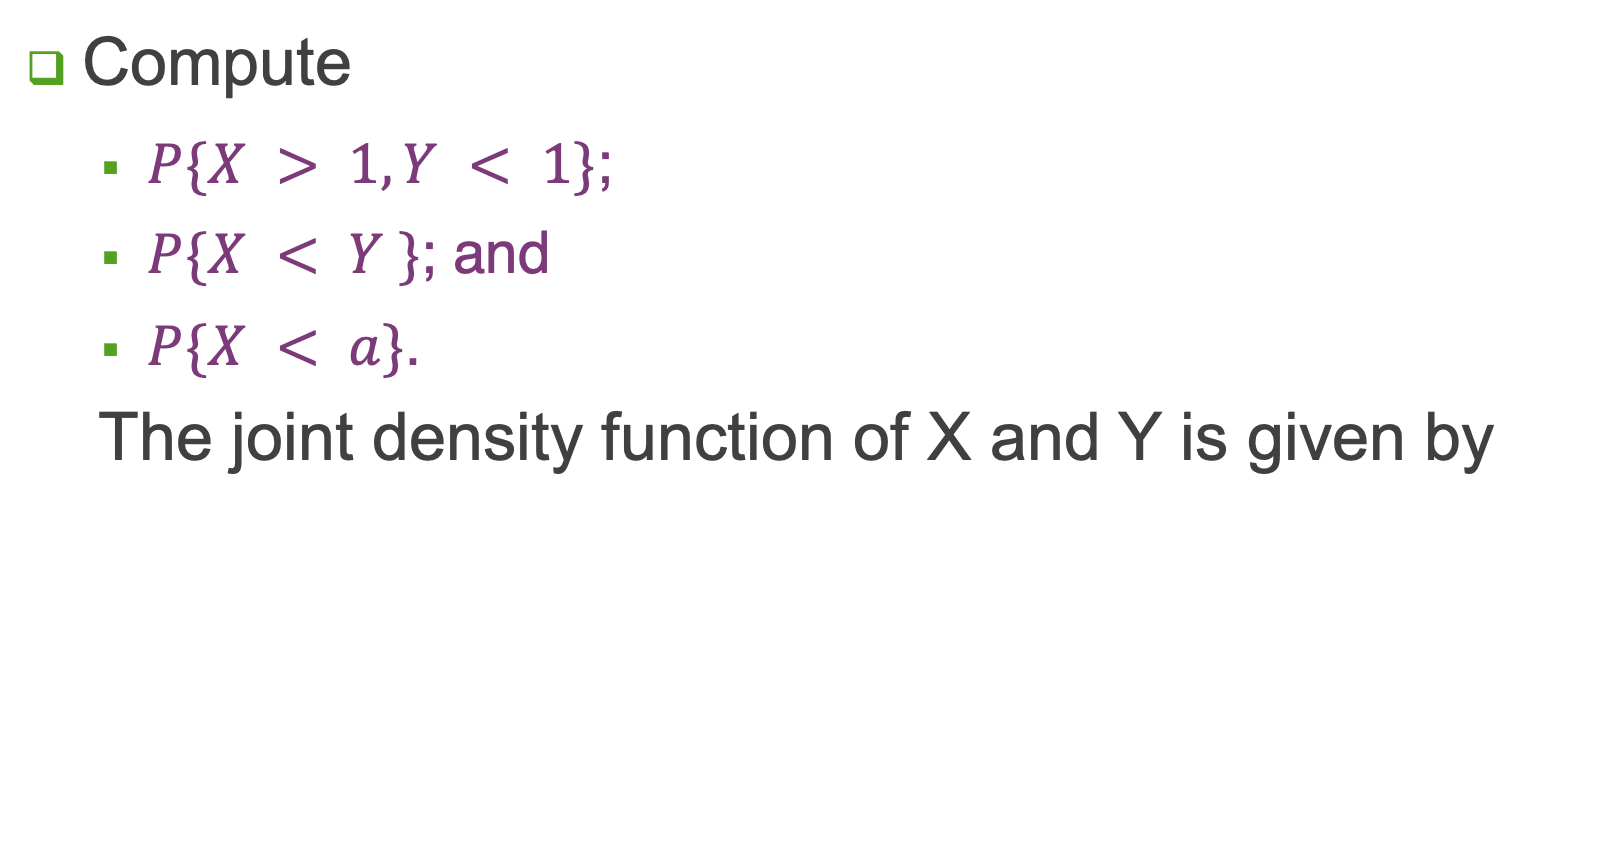 Compute
P{X > 1, Y < 1};
P{X < Y }; and
P{X < a}.
The joint density function of X and Y is given by